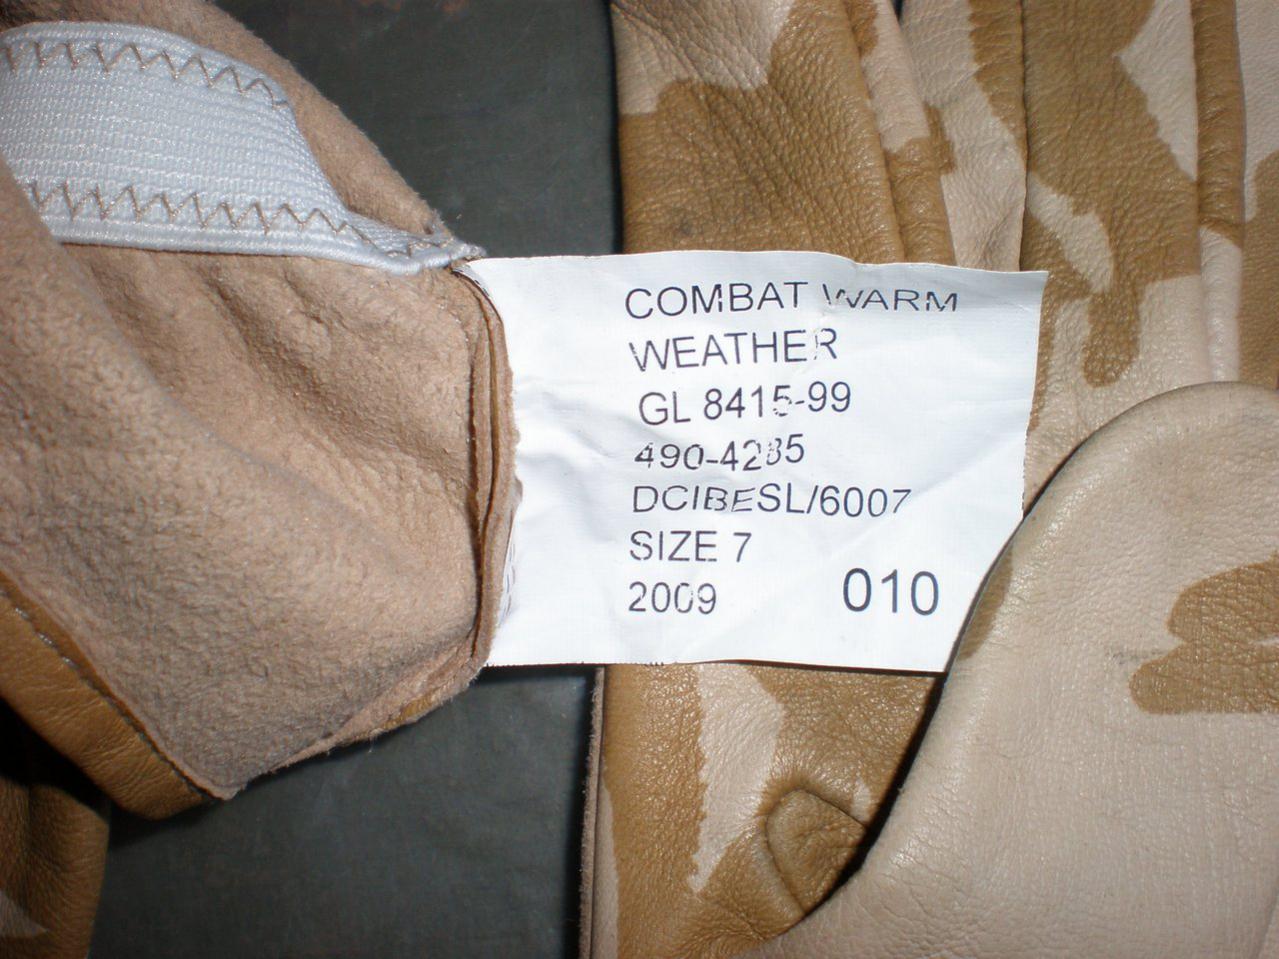 COMBAT WARM
WEATHER
GL 8415-99
490-4285
DCIBESL/6007
SIZE 7
2009 010